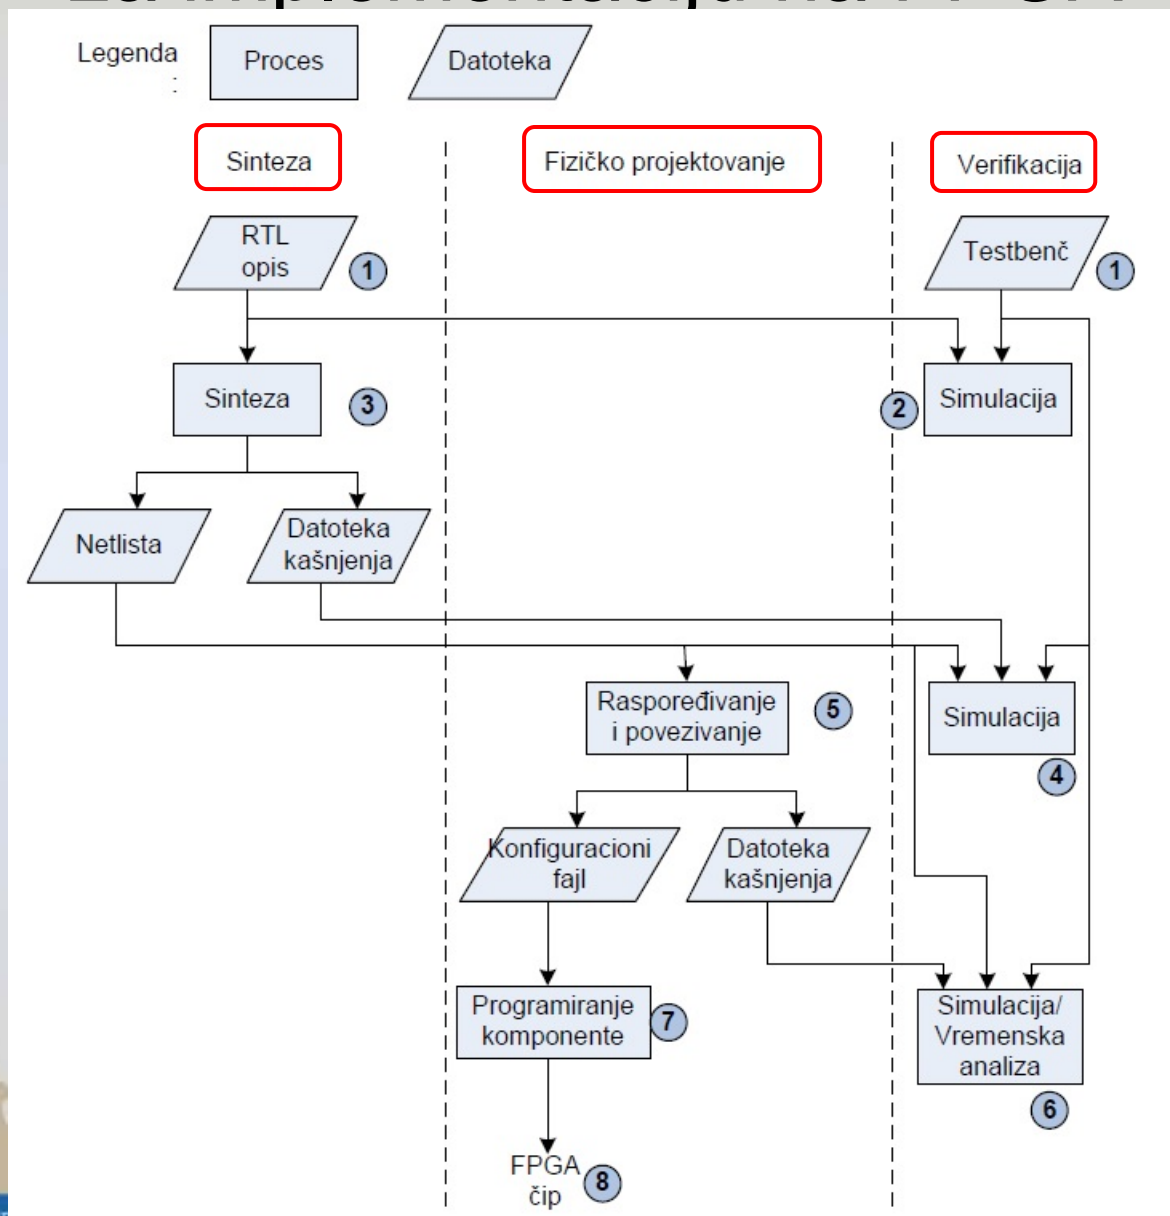 Legenda
:
Proces
Datoteka
Sinteza
Fizičko projektovanje
Verifikacija
RTL
opis
1
Testbenč
1
Sinteza
3
2
Simulacija
Netlista
Datoteka
kašnjenja
Raspoređivanje
i povezivanje
5
Simulacija
4
Konfiguracioni
fajl
Datoteka
kašnjenja
Programiranje
komponente
7
Simulacija/
Vremenska
analiza
6
FPGA
čip
8